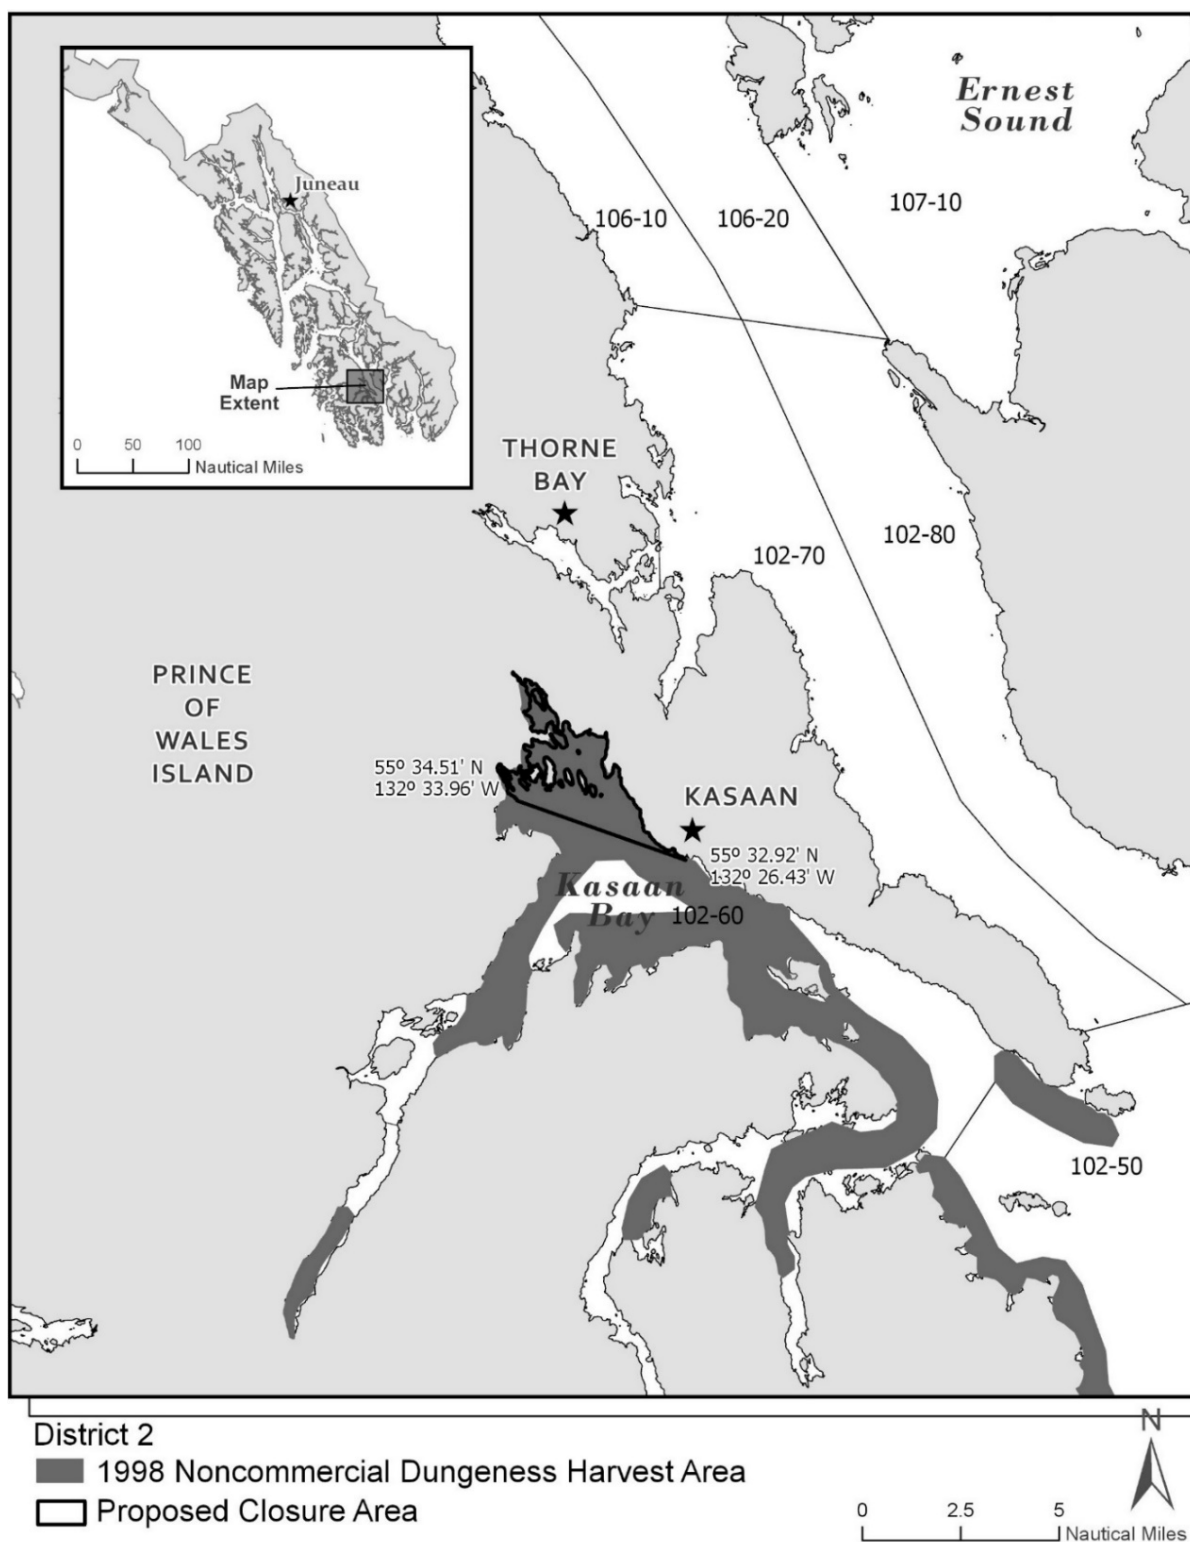 Ernest
Sound
Juneau
Map
Extent
0 50 100
Nautical Miles
106-10
106-20
107-10
THORNE
BAY
102-70
102-80
PRINCE
OF
WALES
ISLAND
55º 34.51' N
132º 33.96' W
KASAAN
55º 32.92' N
132º 26.43' W
Kasaan
Bay
102-60
102-50
N
District 2
1998 Noncommercial Dungeness Harvest Area
Proposed Closure Area
0 2.5 5
Nautical Miles